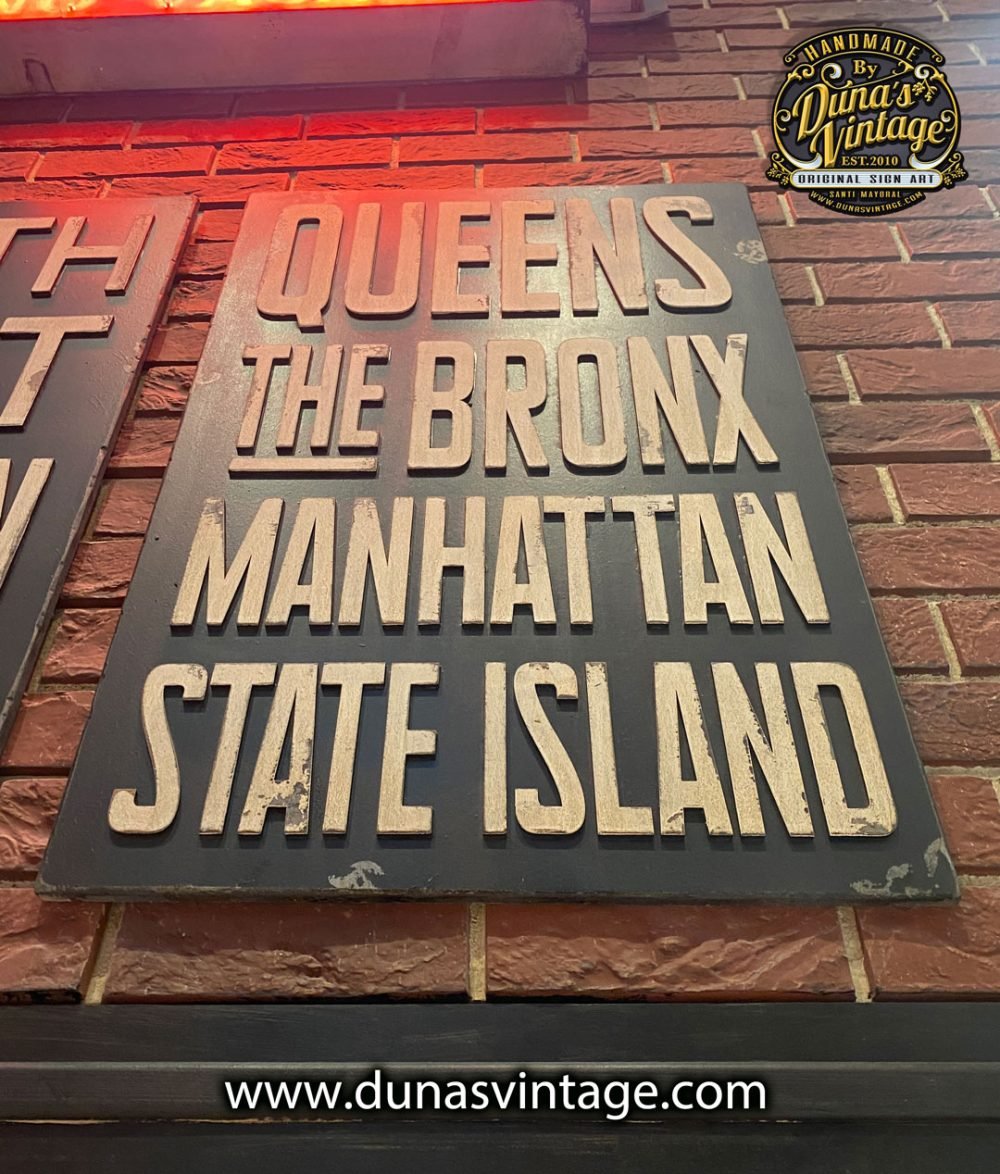 HANDMADE
By
Duna's
Vintage
EST.2010
ORIGINAL SIGN ART
SANTI MAYORAL
WWW.DUNASVINTAGE.COM
QUEENS
THE BRONX
MANHATTAN
STATE ISLAND
TH
T
www.dunasvintage.com